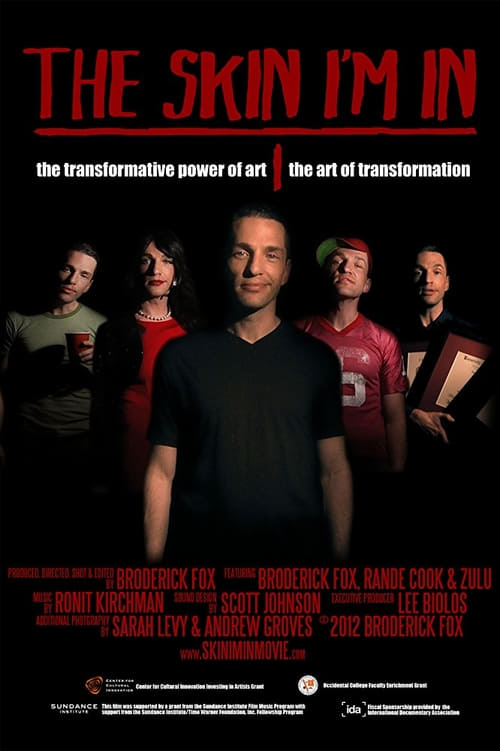 THE SKIN I'M IN
the transformative power of art | the art of transformation
PRODUCED, DIRECTED, SHOT & EDITED BY BRODERICK FOX FEATURING BRODERICK FOX, RANDE COOK & ZULU
MUSIC BY RONIT KIRCHMAN SOUND DESIGN BY SCOTT JOHNSON EXECUTIVE PRODUCER LEE BIOLOS
ADDITIONAL PHOTOGRAPHY BY SARAH LEVY & ANDREW GROVES © 2012 BRODERICK FOX
WWW.SKINIMINMOVIE.COM
CENTER FOR CULTURAL INNOVATION Center for Cultural Innovation Investing in Artists Grant
Occidental College Faculty Enrichment Grant
SUNDANCE INSTITUTE
This film was supported by a grant from the Sundance Institute Film Music Program with
support from the Sundance Institute/Time Warner Foundation, Inc. Fellowship Program
ida
Fiscal Sponsorship provided by the
International Documentary Association